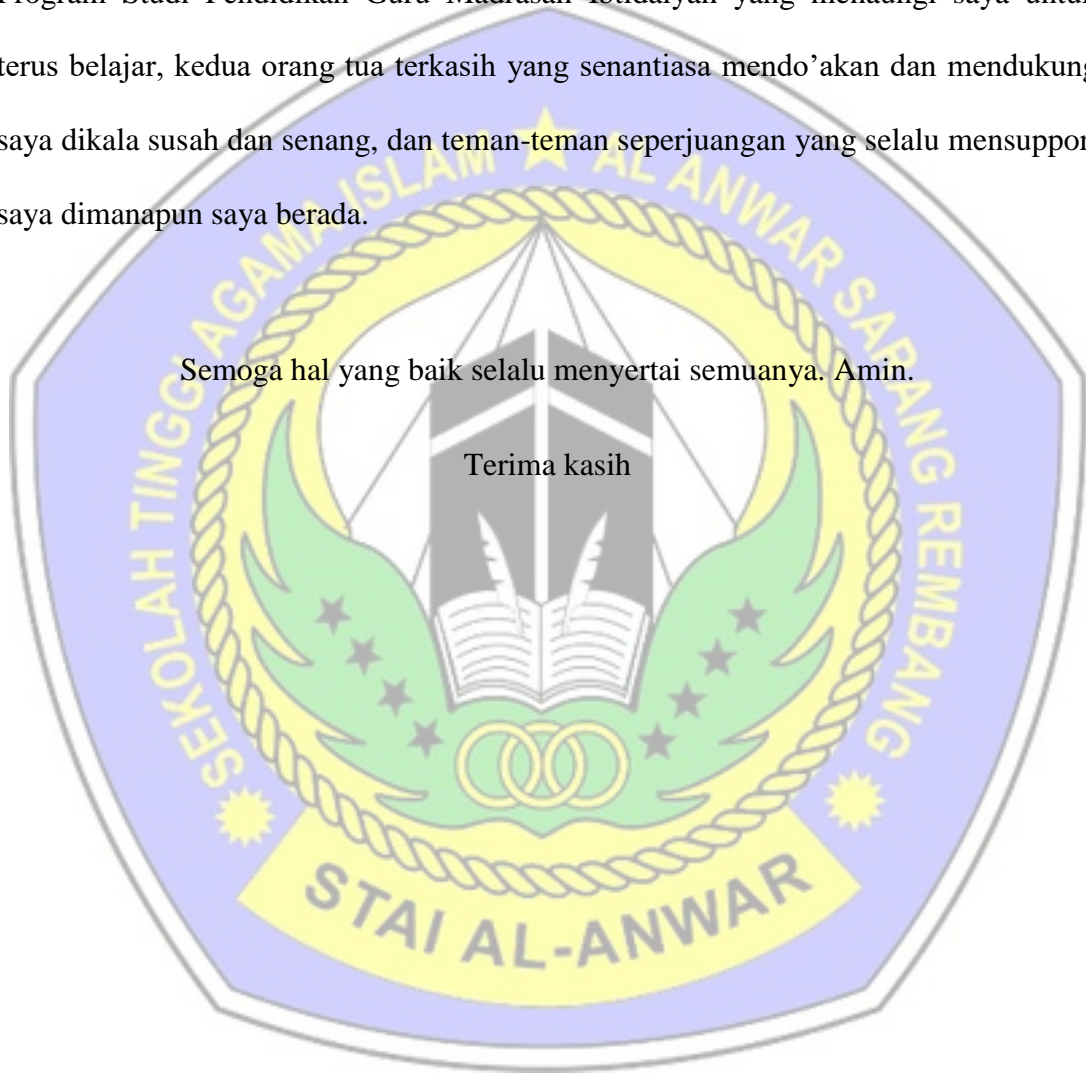 Program Studi Pendidikan Guru Madrasah Ibtidaiyah yang menaungi saya untuk
terus belajar, kedua orang tua terkasih yang senantiasa mendo’akan dan mendukung
saya dikala susah dan senang, dan teman-teman seperjuangan yang selalu mensuppor
saya dimanapun saya berada.
SEKOLAH TINGGI AGAMA ISLAM AL ANWAR SARANG REMBANG
Semoga hal yang baik selalu menyertai semuanya. Amin.
Terima kasih
STAI AL-ANWAR